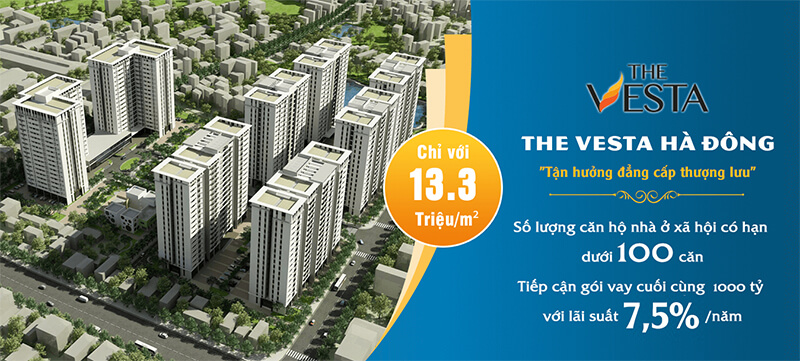 Chỉ với
13.3
Triệu/m²
THE
VESTA
THE VESTA HÀ ĐÔNG
"Tận hưởng đẳng cấp thượng lưu"
Số lượng căn hộ nhà ở xã hội có hạn
dưới 100 căn
Tiếp cận gói vay cuối cùng 1000 tỷ
với lãi suất 7,5% /năm